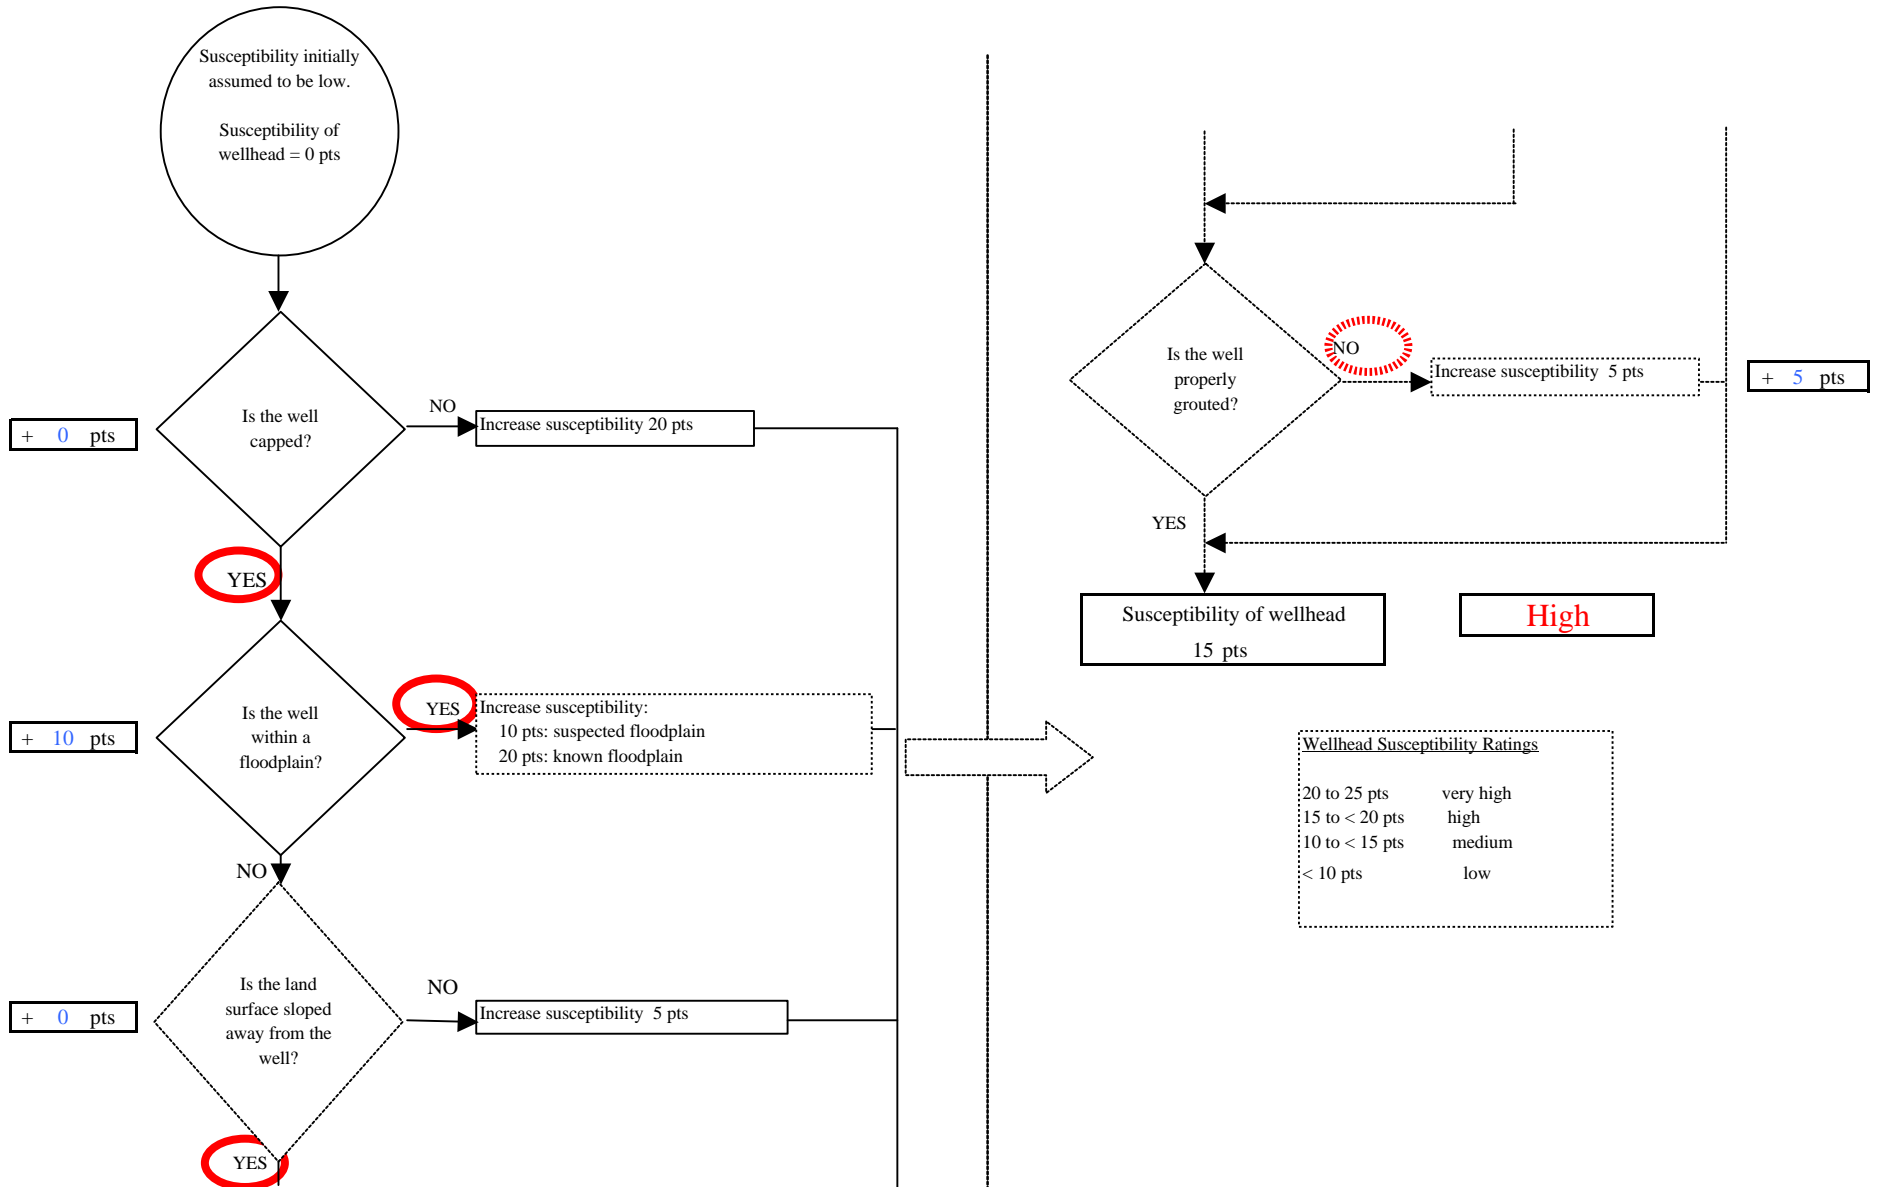 Susceptibility initially
assumed to be low.
Susceptibility of
wellhead = 0 pts
Is the well
capped?
NO
Increase susceptibility 20 pts
+ 0 pts
YES
Is the well
within a
floodplain?
YES
Increase susceptibility:
10 pts: suspected floodplain
20 pts: known floodplain
+ 10 pts
NO
Is the land
surface sloped
away from the
well?
NO
Increase susceptibility 5 pts
+ 0 pts
YES
Is the well
properly
grouted?
NO
Increase susceptibility 5 pts
+ 5 pts
YES
Susceptibility of wellhead
15 pts
High
Wellhead Susceptibility Ratings
20 to 25 pts very high
15 to < 20 pts high
10 to < 15 pts medium
< 10 pts low